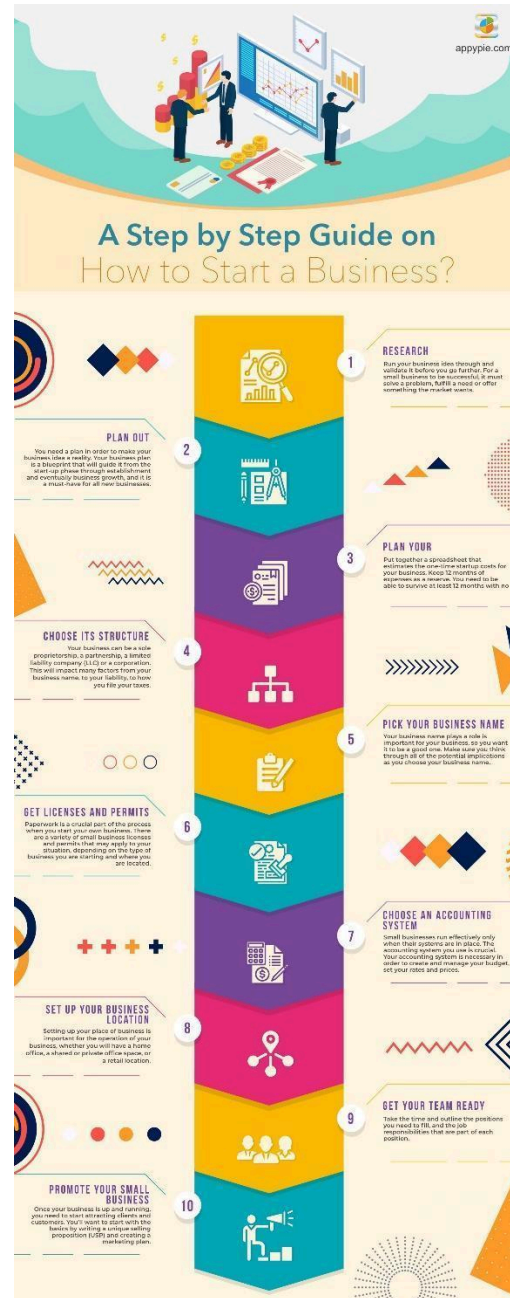 appypie.com
A Step by Step Guide on
How to Start a Business?
1
RESEARCH
Run your business idea through and
validate it before you go further. For a
small business to be successful, it must
solve a problem, fulfill a need or offer
something the market wants.
PLAN OUT
2
You need a plan in order to make your
business idea a reality. Your business plan
is a blueprint that will guide it from the
start-up phase through establishment
and eventually business growth, and it is
a must-have for all new businesses.
3
PLAN YOUR
Put together a spreadsheet that
estimates the one-time startup costs for
your business. Keep 12 months of
expenses as a reserve. You need to be
able to survive at least 12 months with no
CHOOSE ITS STRUCTURE
4
Your business can be a sole
proprietorship, a partnership, a limited
liability company (LLC) or a corporation.
This will impact many factors from your
business name, to your liability, to how
you file your taxes.
5
PICK YOUR BUSINESS NAME
Your business name plays a role is
important for your business, so you want
it to be a good one. Make sure you think
through all of the potential implications
as you choose your business name.
GET LICENSES AND PERMITS
6
Paperwork is a crucial part of the process
when you start your own business. There
are a variety of small business licenses
and permits that may apply to your
situation, depending on the type of
business you are starting and where you
are located.
7
CHOOSE AN ACCOUNTING
SYSTEM
Small businesses run effectively only
when their systems are in place. The
accounting system you use is crucial.
Your accounting system is necessary in
order to create and manage your budget,
set your rates and prices.
SET UP YOUR BUSINESS
LOCATION
8
Setting up your place of business is
important for the operation of your
business, whether you will have a home
office, a shared or private office space, or
a retail location.
9
GET YOUR TEAM READY
Take the time and outline the positions
you need to fill, and the job
responsibilities that are part of each
position.
PROMOTE YOUR SMALL
BUSINESS
10
Once your business is up and running,
you need to start attracting clients and
customers. You'll want to start with the
basics by writing a unique selling
proposition (USP) and creating a
marketing plan.